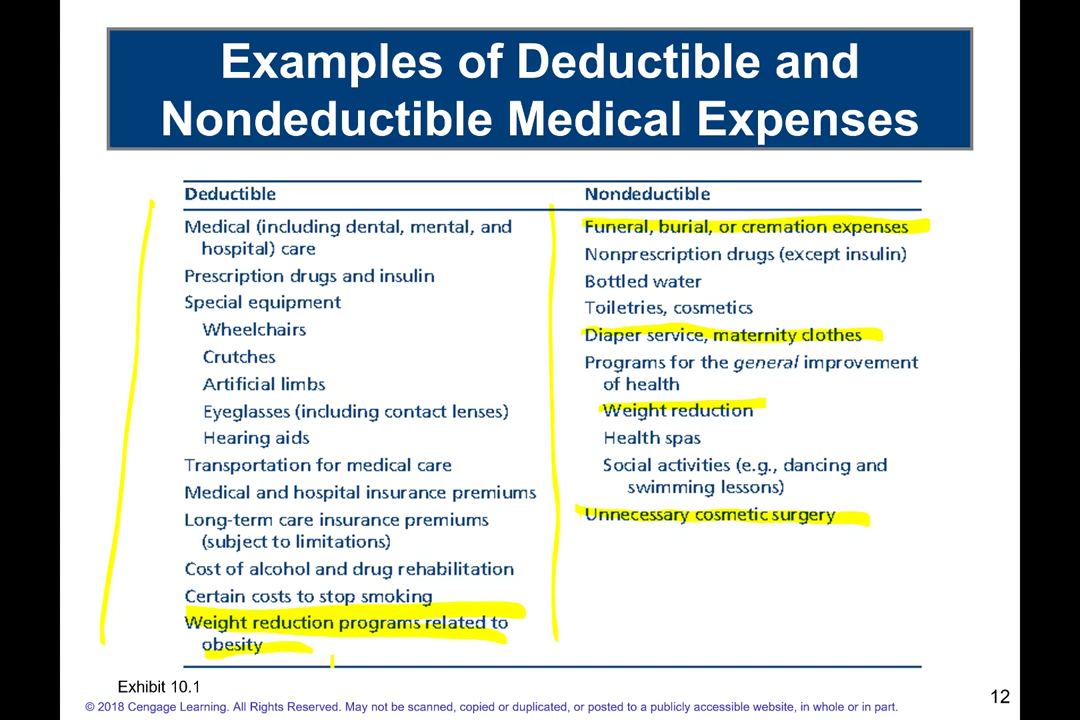 Examples of Deductible and
Nondeductible Medical Expenses
Deductible
Medical (including dental, mental, and
hospital) care
Prescription drugs and insulin
Special equipment
Wheelchairs
Crutches
Artificial limbs
Eyeglasses (including contact lenses)
Hearing aids
Transportation for medical care
Medical and hospital insurance premiums
Long-term care insurance premiums
(subject to limitations)
Cost of alcohol and drug rehabilitation
Certain costs to stop smoking
Weight reduction programs related to
obesity
Nondeductible
Funeral, burial, or cremation expenses
Nonprescription drugs (except insulin)
Bottled water
Toiletries, cosmetics
Diaper service, maternity clothes
Programs for the general improvement
of health
Weight reduction
Health spas
Social activities (e.g., dancing and
swimming lessons)
Unnecessary cosmetic surgery
Exhibit 10.1
© 2018 Cengage Learning. All Rights Reserved. May not be scanned, copied or duplicated, or posted to a publicly accessible website, in whole or in part.
12